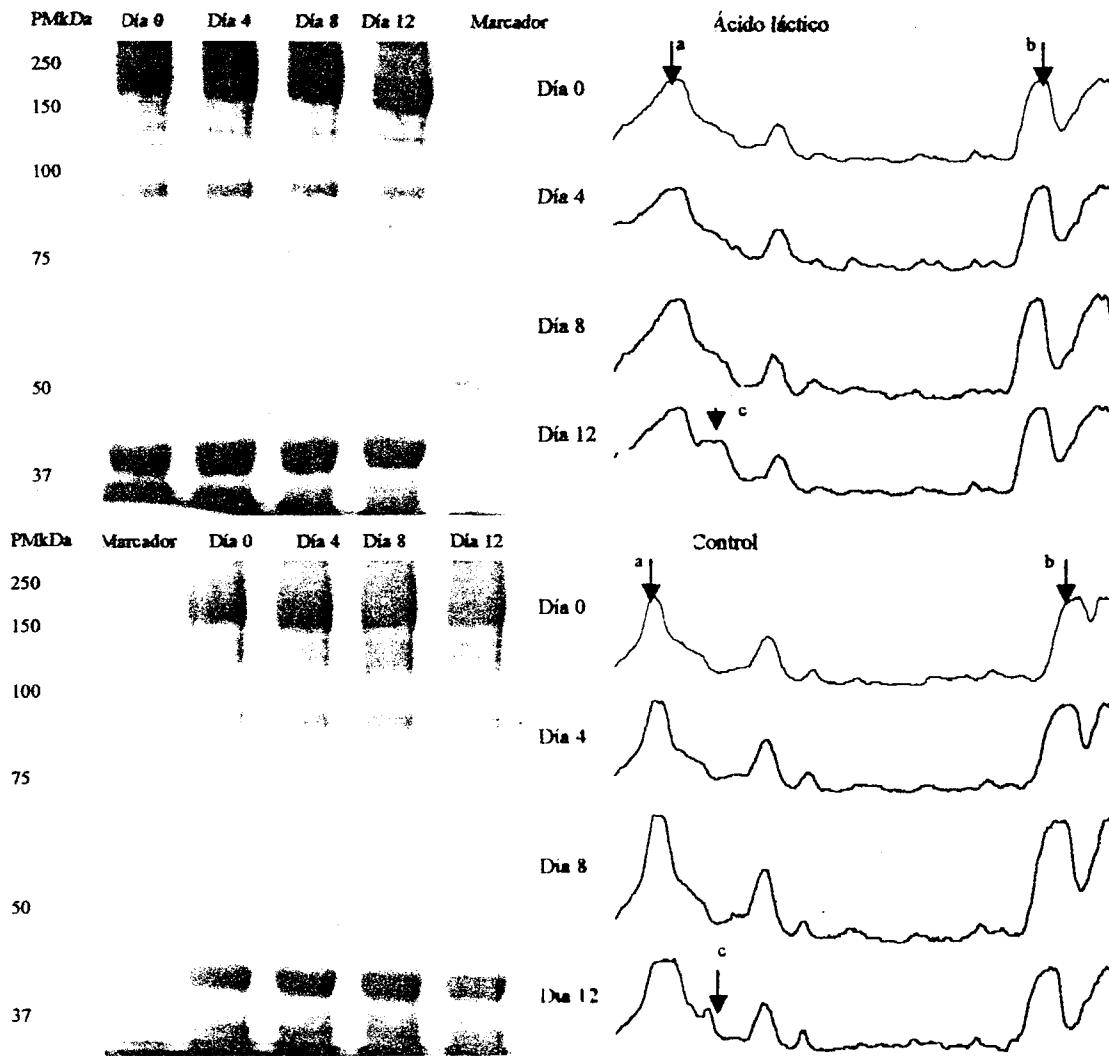 PMkDa Día 0 Día 4 Día 8 Día 12 Marcador
250
150
100
75
50
37
Ácido láctico
a b
Día 0
Día 4
Día 8
c
Día 12
PMkDa Marcador Día 0 Día 4 Día 8 Día 12
250
150
100
75
50
37
Control
a b
Día 0
Día 4
Día 8
c
Día 12